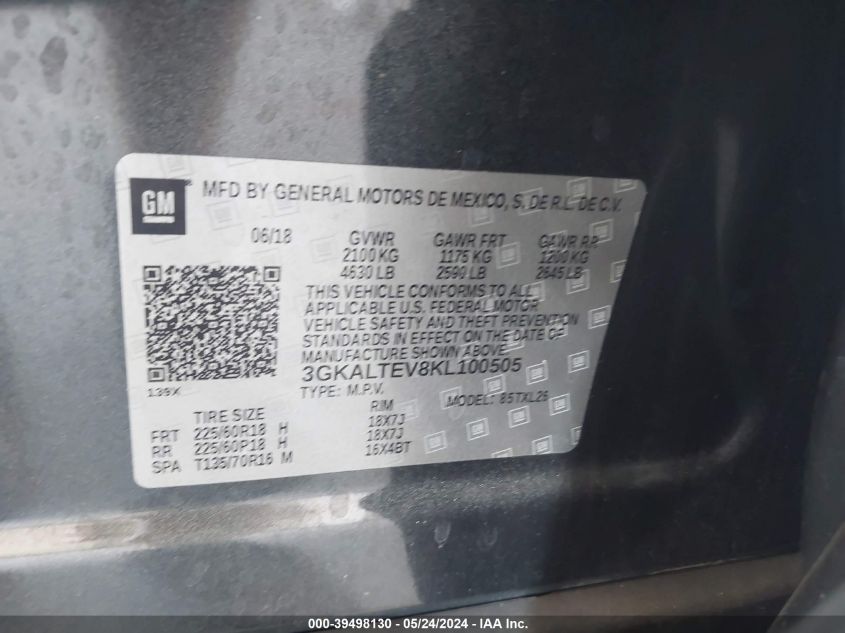 GM
MFD BY GENERAL MOTORS DE MEXICO, S. DE R.L. DE C.V.
06/18 GVWR GAWR FRT GAWR RR
2100 KG 1175 KG 1200 KG
4630 LB 2590 LB 2645 LB
THIS VEHICLE CONFORMS TO ALL
APPLICABLE U.S. FEDERAL MOTOR
VEHICLE SAFETY AND THEFT PREVENTION
STANDARDS IN EFFECT ON THE DATE OF
MANUFACTURE SHOWN ABOVE.
3GKALTEV8KL100505
139X TYPE: M.P.V. MODEL: 85TXL26
TIRE SIZE RIM
FRT 225/60R18 H 18X7J
RR 225/60R18 H 18X7J
SPA T135/70R16 M 16X4BT
000-39498130 - 05/24/2024 - IAA Inc.